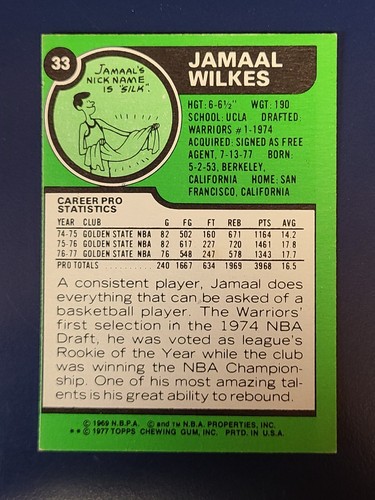 33
JAMAAL'S
NICK NAME
IS "SILK".
JAMAAL
WILKES
HGT: 6-6½" WGT: 190
SCHOOL: UCLA DRAFTED:
WARRIORS #1-1974
ACQUIRED: SIGNED AS FREE
AGENT, 7-13-77 BORN:
5-2-53, BERKELEY,
CALIFORNIA HOME: SAN
FRANCISCO, CALIFORNIA
CAREER PRO
STATISTICS
YEAR CLUB G FG FT REB PTS AVG
74-75 GOLDEN STATE NBA 82 502 160 671 1164 14.2
75-76 GOLDEN STATE NBA 82 617 227 720 1461 17.8
76-77 GOLDEN STATE NBA 76 548 247 578 1343 17.7
PRO TOTALS . . . . . . . . . . 240 1667 634 1969 3968 16.5
A consistent player, Jamaal does
everything that can be asked of a
basketball player. The Warriors'
first selection in the 1974 NBA
Draft, he was voted as league's
Rookie of the Year while the club
was winning the NBA Champion-
ship. One of his most amazing tal-
ents is his great ability to rebound.
© 1969 N.B.P.A. © and TM N.B.A. PROPERTIES, INC.
** © 1977 TOPPS CHEWING GUM, INC. PRTD. IN U.S.A.